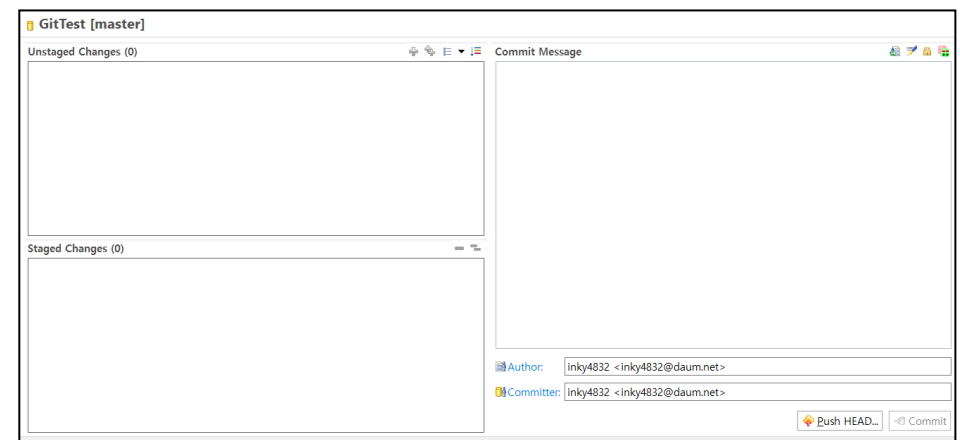 GitTest [master]
Unstaged Changes (0)
Staged Changes (0)
Commit Message
Author: inky4832 <inky4832@daum.net>
Committer: inky4832 <inky4832@daum.net>
Push HEAD... Commit